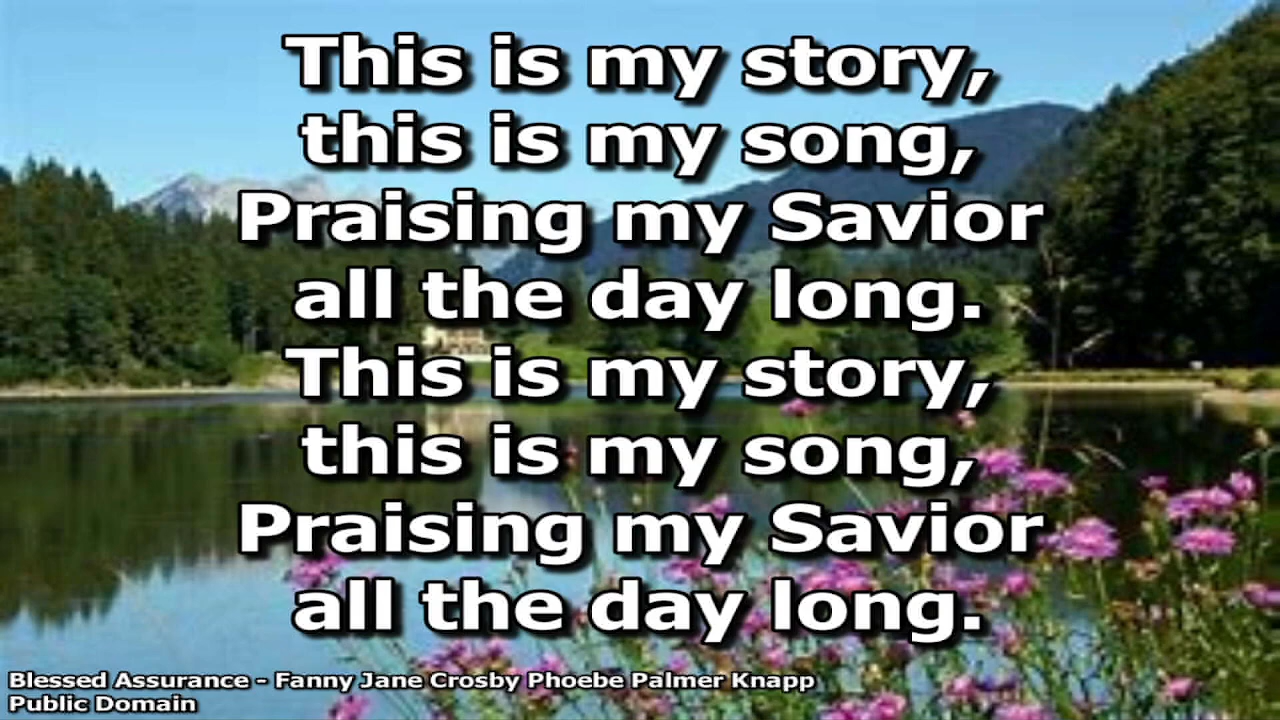 This is my story,
this is my song,
Praising my Savior
all the day long.
This is my story,
this is my song,
Praising my Savior
all the day long.
Blessed Assurance - Fanny Jane Crosby Phoebe Palmer Knapp
Public Domain